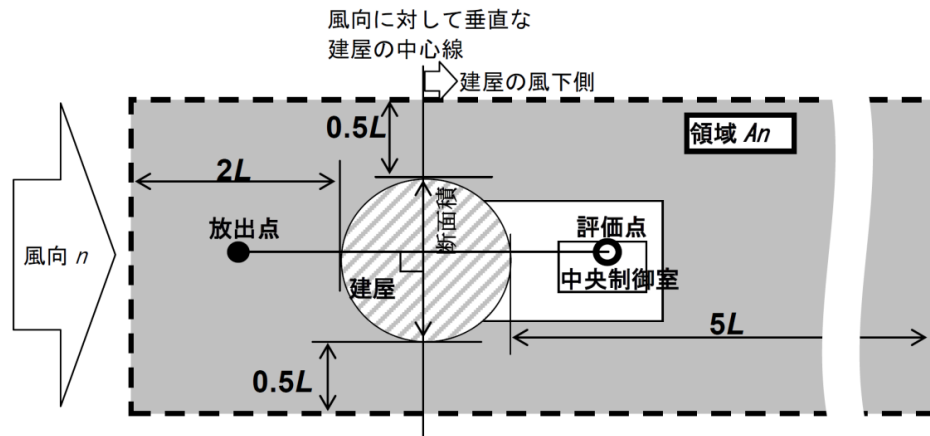 風向に対して垂直な
建屋の中心線
建屋の風下側
0.5L
領域 An
2L
断面積
放出点
評価点
風向 n
建屋
中央制御室
5L
0.5L